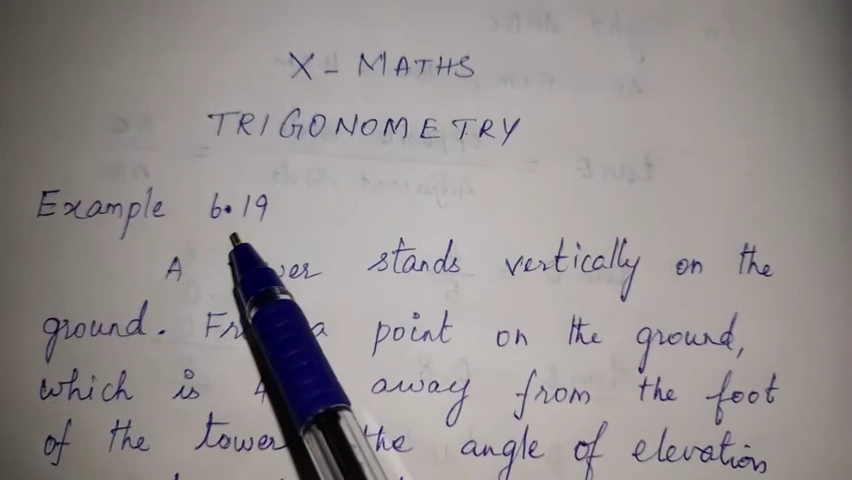 X - MATHS
TRIGONOMETRY
Example 6.19
A stands vertically on the
ground. a point on the ground,
which is away from the foot
of the tower the angle of elevation